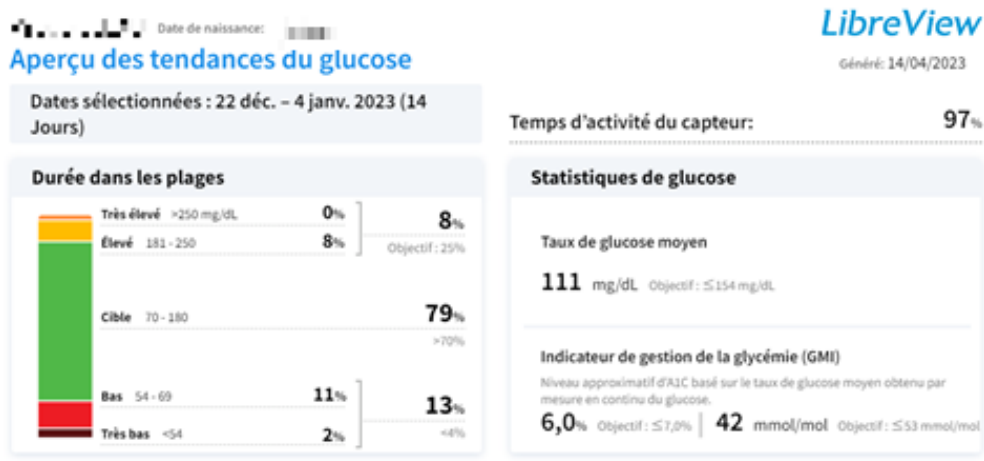 Date de naissance:
LibreView
Aperçu des tendances du glucose
Généré: 14/04/2023
Dates sélectionnées : 22 déc. – 4 janv. 2023 (14
Jours)
Temps d'activité du capteur: 97%
Durée dans les plages
Très élevé >250 mg/dL 0%
Élevé 181 - 250 8%
8%
Objectif : 25%
Cible 70 - 180 79%
>70%
Bas 54 - 69 11%
Très bas <54 2%
13%
<4%
Statistiques de glucose
Taux de glucose moyen
111 mg/dL Objectif : ≤154 mg/dL
Indicateur de gestion de la glycémie (GMI)
Niveau approximatif d'A1C basé sur le taux de glucose moyen obtenu par
mesure en continu du glucose.
6,0% Objectif : ≤7,0% | 42 mmol/mol Objectif : ≤53 mmol/mol